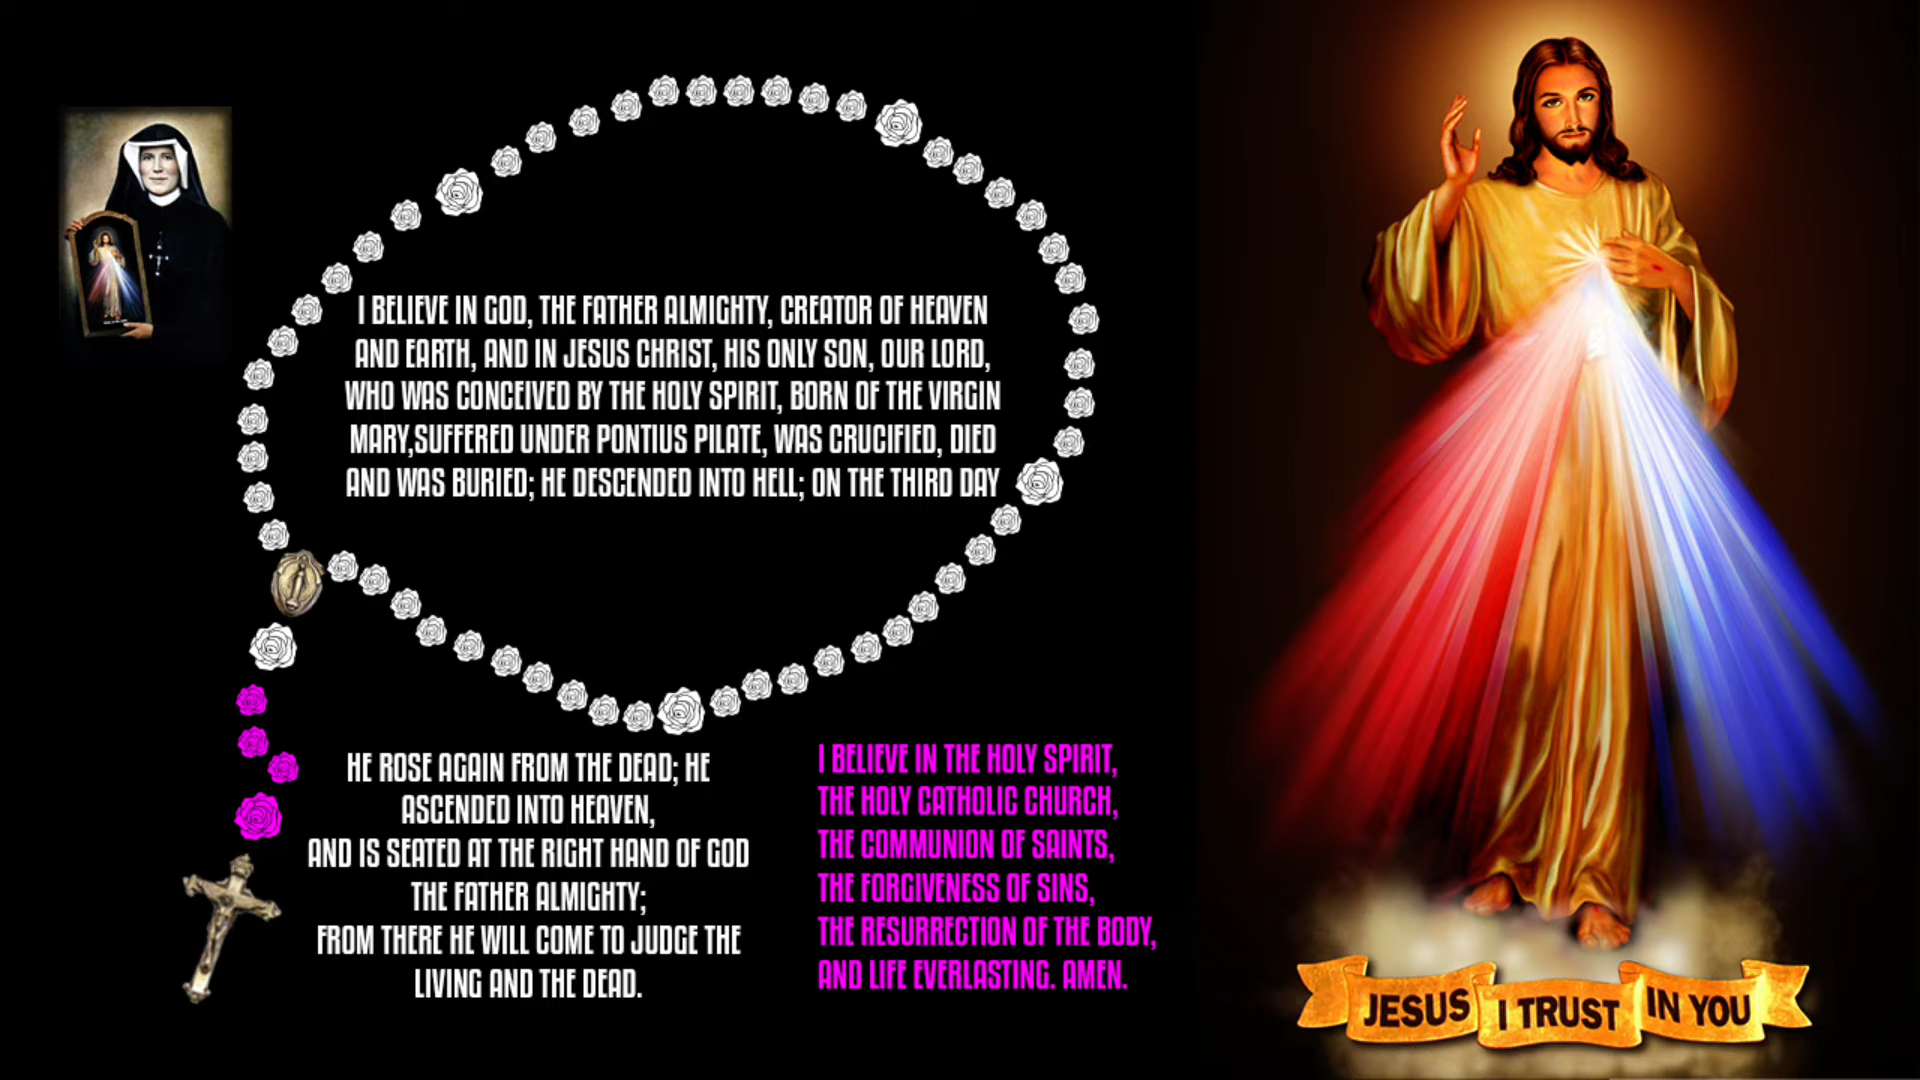 I BELIEVE IN GOD, THE FATHER ALMIGHTY, CREATOR OF HEAVEN
AND EARTH, AND IN JESUS CHRIST, HIS ONLY SON, OUR LORD,
WHO WAS CONCEIVED BY THE HOLY SPIRIT, BORN OF THE VIRGIN
MARY,SUFFERED UNDER PONTIUS PILATE, WAS CRUCIFIED, DIED
AND WAS BURIED; HE DESCENDED INTO HELL; ON THE THIRD DAY
HE ROSE AGAIN FROM THE DEAD; HE
ASCENDED INTO HEAVEN,
AND IS SEATED AT THE RIGHT HAND OF GOD
THE FATHER ALMIGHTY;
FROM THERE HE WILL COME TO JUDGE THE
LIVING AND THE DEAD.
I BELIEVE IN THE HOLY SPIRIT,
THE HOLY CATHOLIC CHURCH,
THE COMMUNION OF SAINTS,
THE FORGIVENESS OF SINS,
THE RESURRECTION OF THE BODY,
AND LIFE EVERLASTING. AMEN.
JESUS I TRUST IN YOU